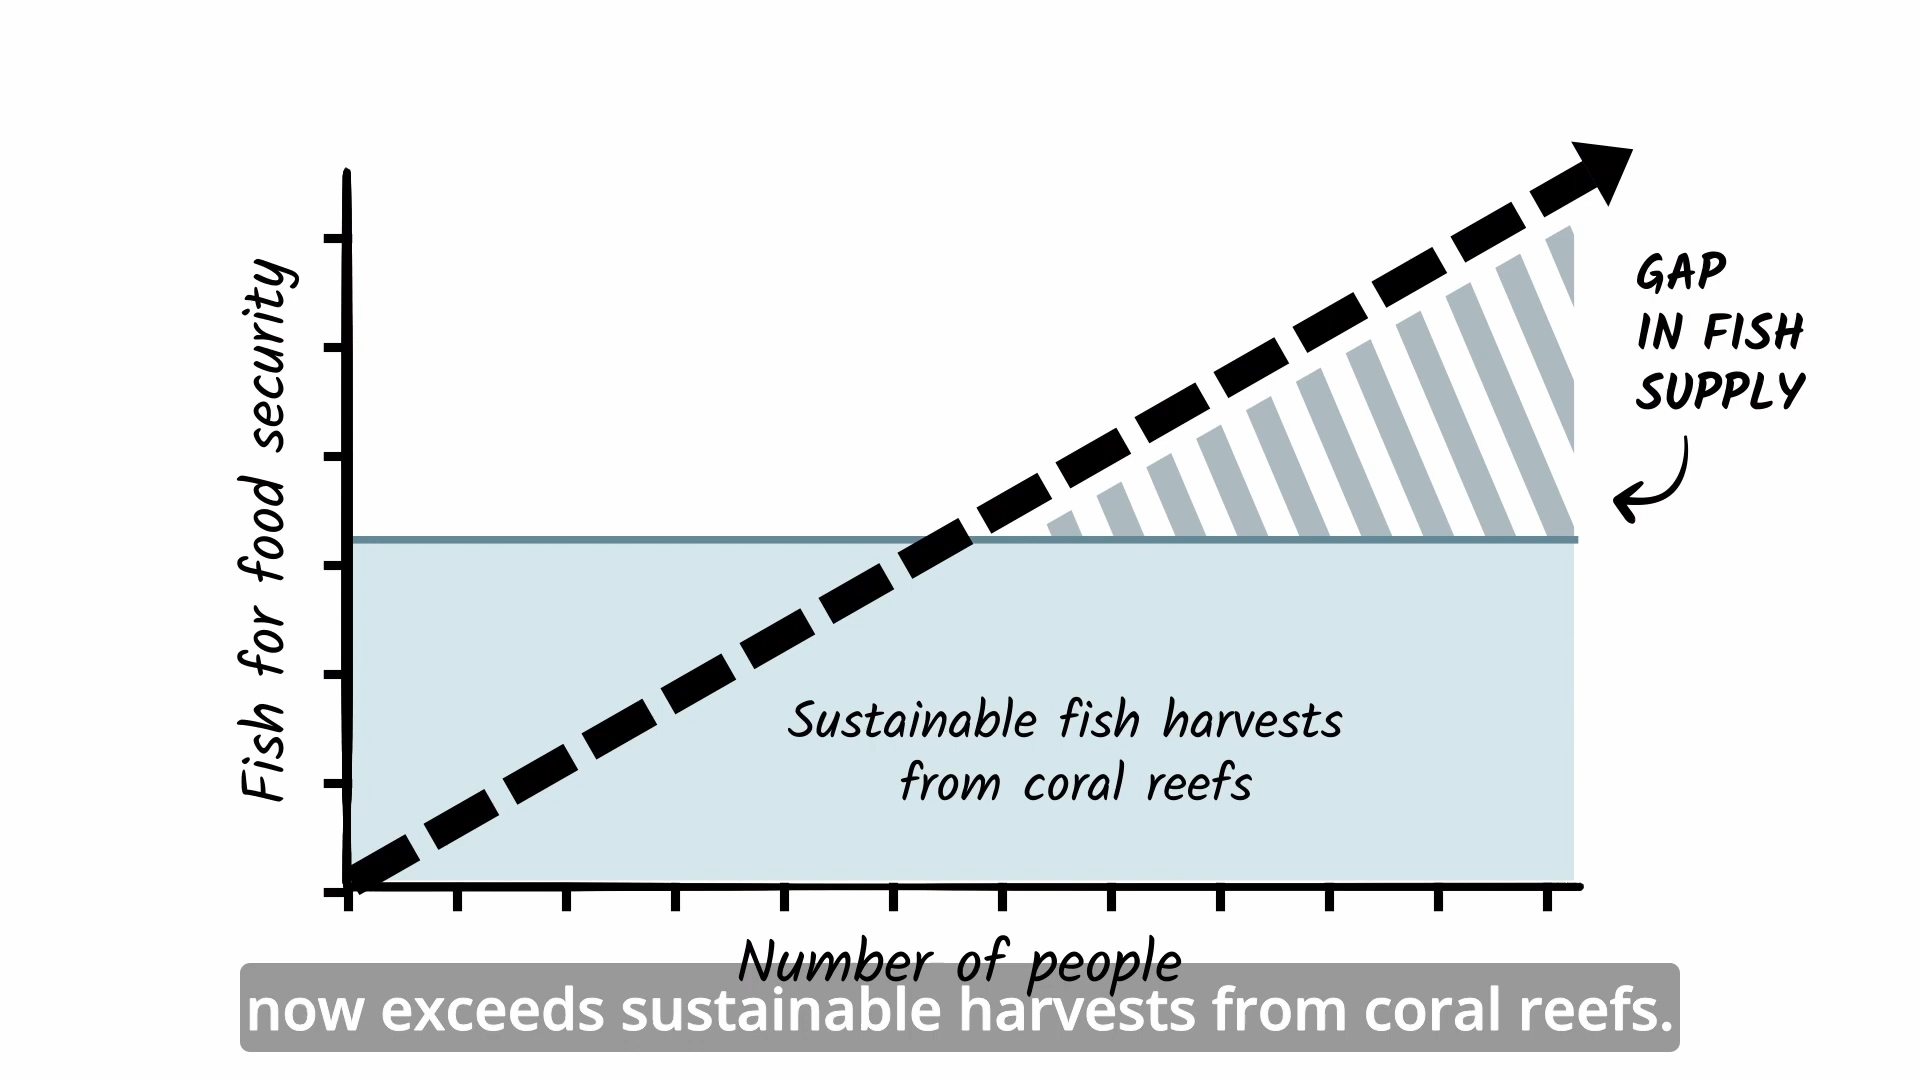 Fish for food security
GAP
IN FISH
SUPPLY
Sustainable fish harvests
from coral reefs
Number of people
now exceeds sustainable harvests from coral reefs.